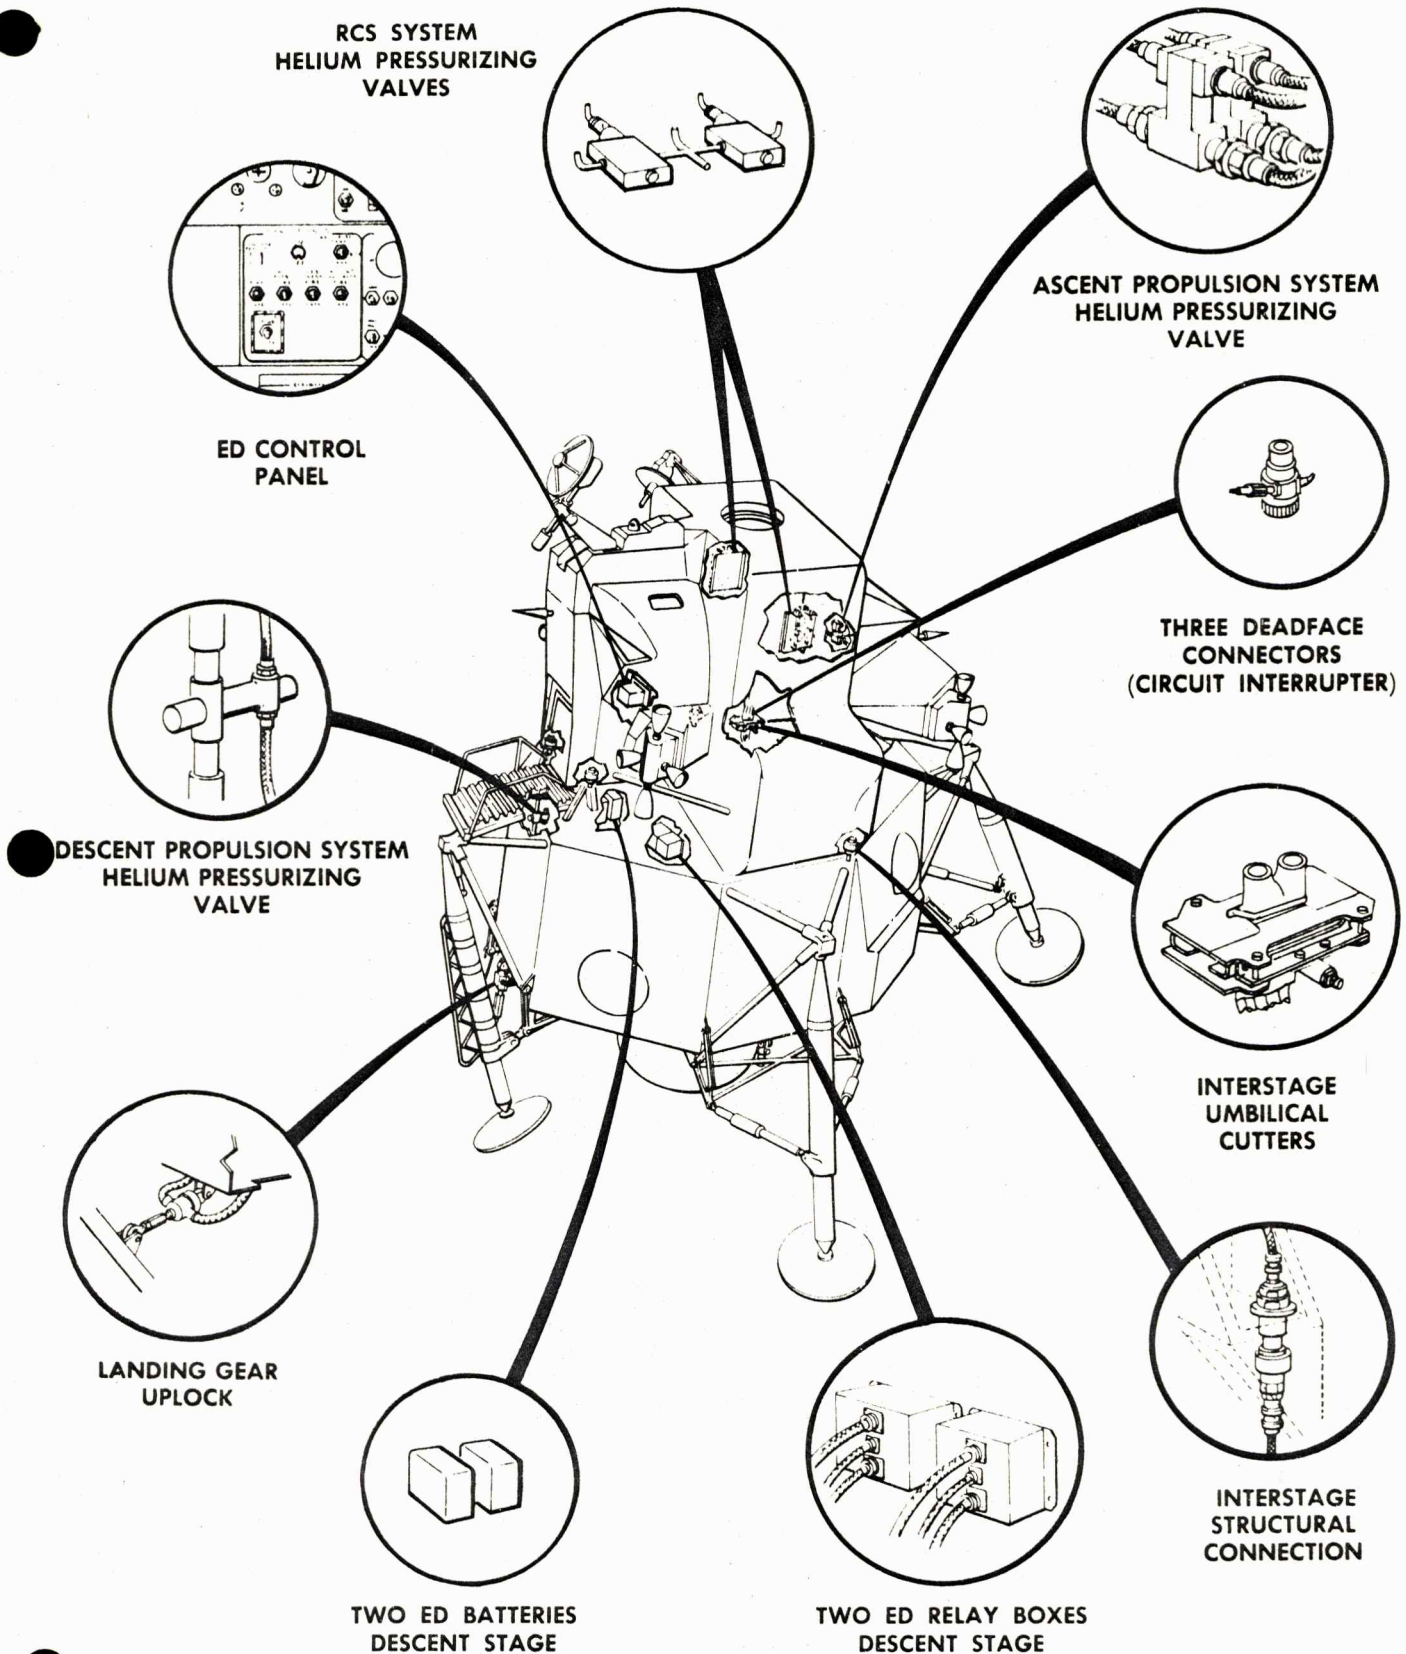 RCS SYSTEM
HELIUM PRESSURIZING
VALVES
ASCENT PROPULSION SYSTEM
HELIUM PRESSURIZING
VALVE
ED CONTROL
PANEL
THREE DEADFACE
CONNECTORS
(CIRCUIT INTERRUPTER)
DESCENT PROPULSION SYSTEM
HELIUM PRESSURIZING
VALVE
INTERSTAGE
UMBILICAL
CUTTERS
LANDING GEAR
UPLOCK
INTERSTAGE
STRUCTURAL
CONNECTION
TWO ED BATTERIES
DESCENT STAGE
TWO ED RELAY BOXES
DESCENT STAGE